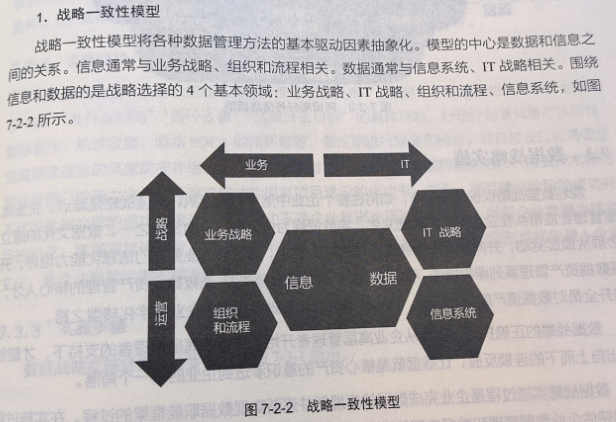 1. 战略一致性模型
战略一致性模型将各种数据管理方法的基本驱动因素抽象化。模型的中心是数据和信息之
间的关系。信息通常与业务战略、组织和流程相关。数据通常与信息系统、IT 战略相关。围绕
信息和数据的是战略选择的 4 个基本领域：业务战略、IT 战略、组织和流程、信息系统，如图
7-2-2 所示。
业务
IT
战略
业务战略
IT 战略
信息
数据
运营
组织
和流程
信息系统
图 7-2-2 战略一致性模型